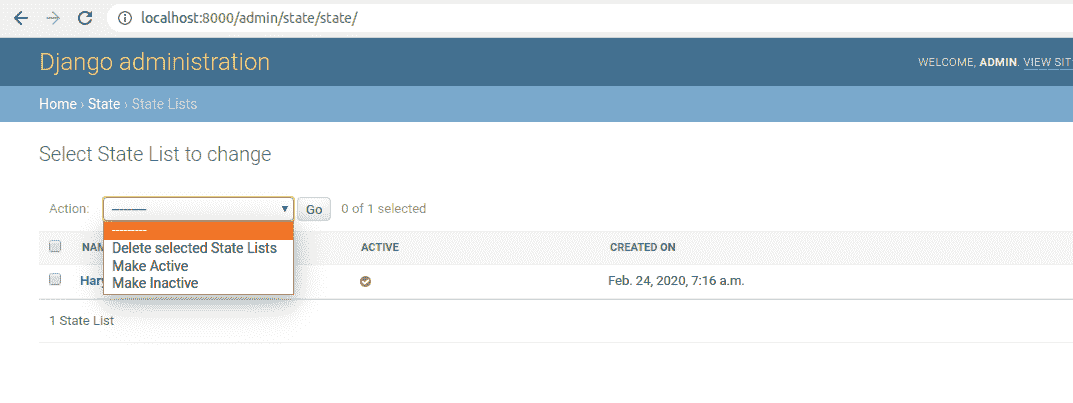 localhost:8000/admin/state/state/
Django administration
WELCOME, ADMIN. VIEW SIT
Home › State › State Lists
Select State List to change
Action: --------- Go 0 of 1 selected
---------
Delete selected State Lists
Make Active
Make Inactive
NAM ACTIVE CREATED ON
Hary Feb. 24, 2020, 7:16 a.m.
1 State List